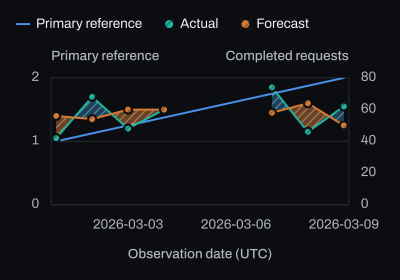 Primary reference Actual Forecast
Primary reference Completed requests
2 80
60
1 40
20
0 0
2026-03-03 2026-03-06 2026-03-09
Observation date (UTC)